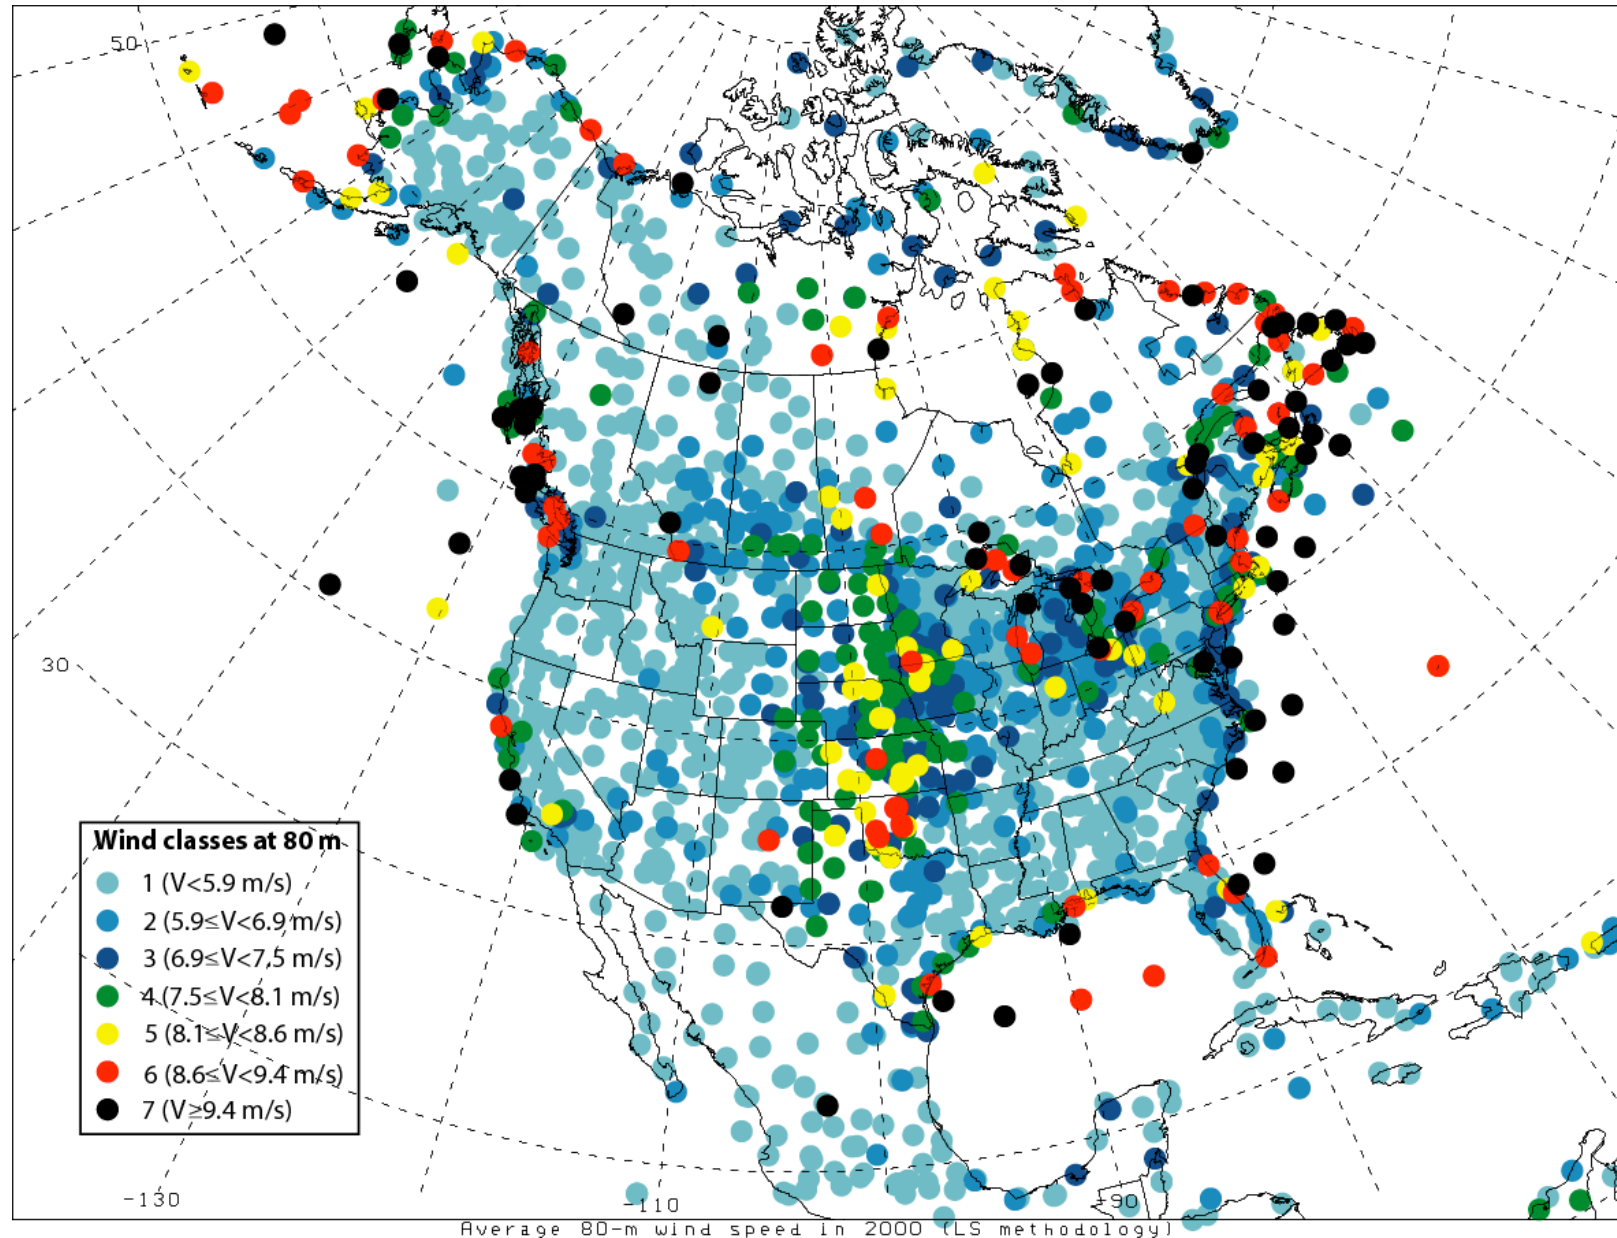 50
30
Wind classes at 80 m
1 (V<5.9 m/s)
2 (5.9≤V<6.9 m/s)
3 (6.9≤V<7.5 m/s)
4 (7.5≤V<8.1 m/s)
5 (8.1≤V<8.6 m/s)
6 (8.6≤V<9.4 m/s)
7 (V≥9.4 m/s)
-130
-110
-90
Average 80-m wind speed in 2000 (LS methodology)